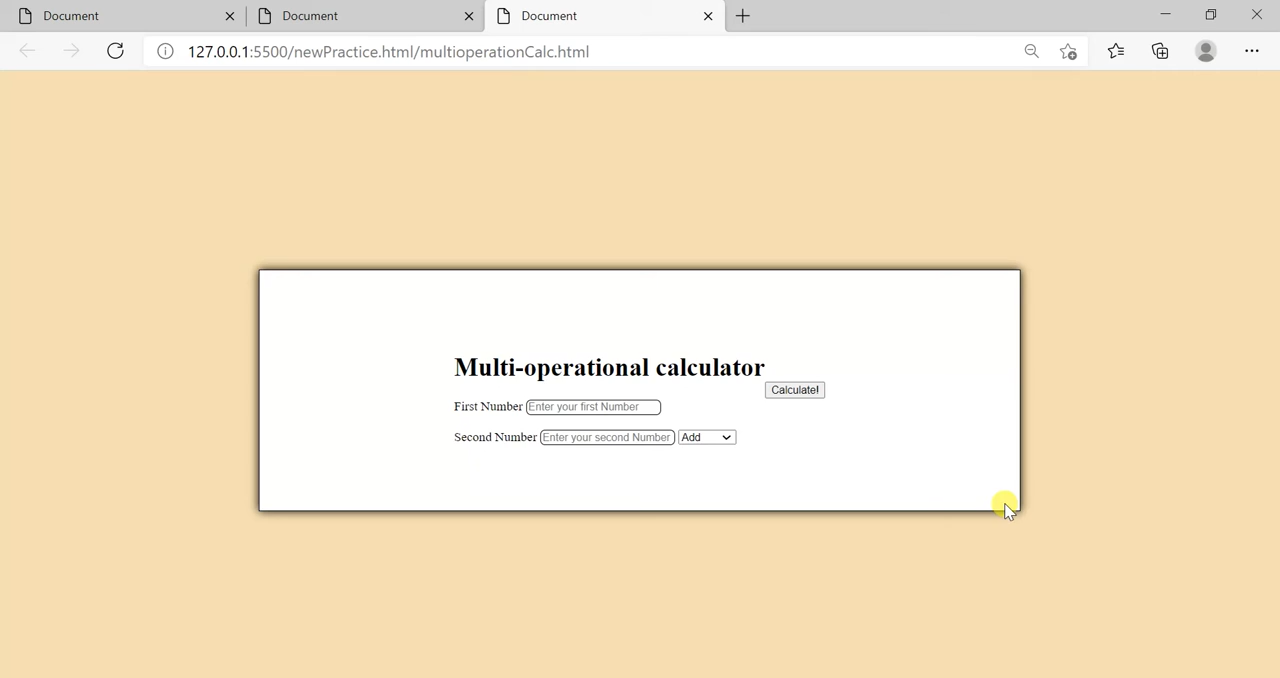 Document
Document
Document
127.0.0.1:5500/newPractice.html/multioperationCalc.html
Multi-operational calculator
Calculate!
First Number Enter your first Number
Second Number Enter your second Number Add